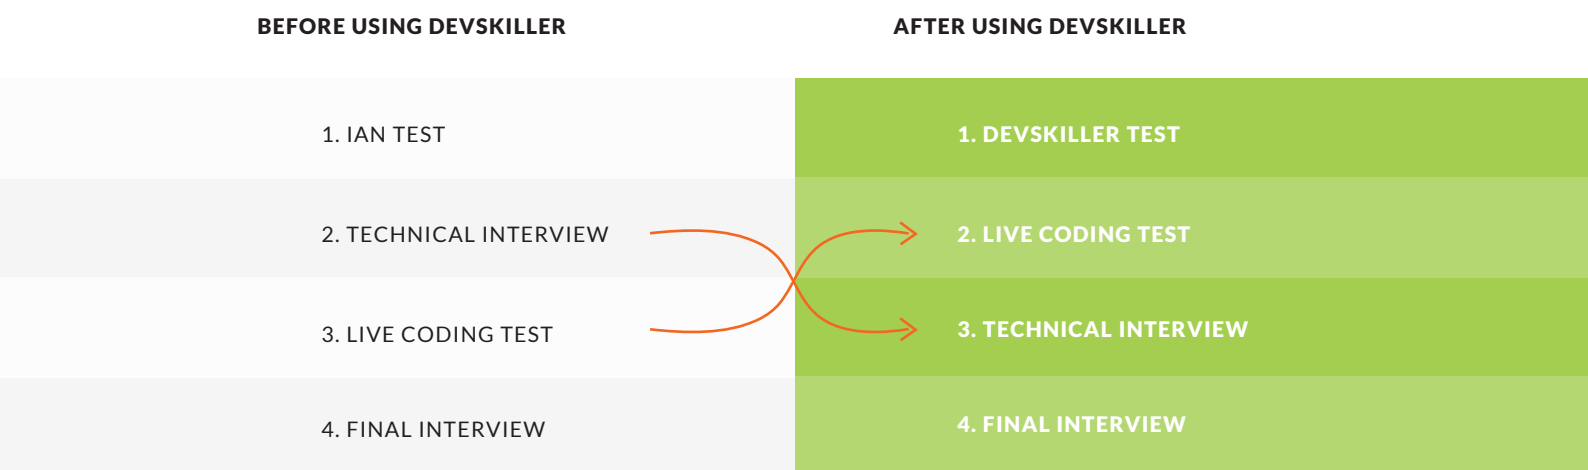 BEFORE USING DEVSKILLER
AFTER USING DEVSKILLER
1. IAN TEST
1. DEVSKILLER TEST
2. TECHNICAL INTERVIEW
2. LIVE CODING TEST
3. LIVE CODING TEST
3. TECHNICAL INTERVIEW
4. FINAL INTERVIEW
4. FINAL INTERVIEW